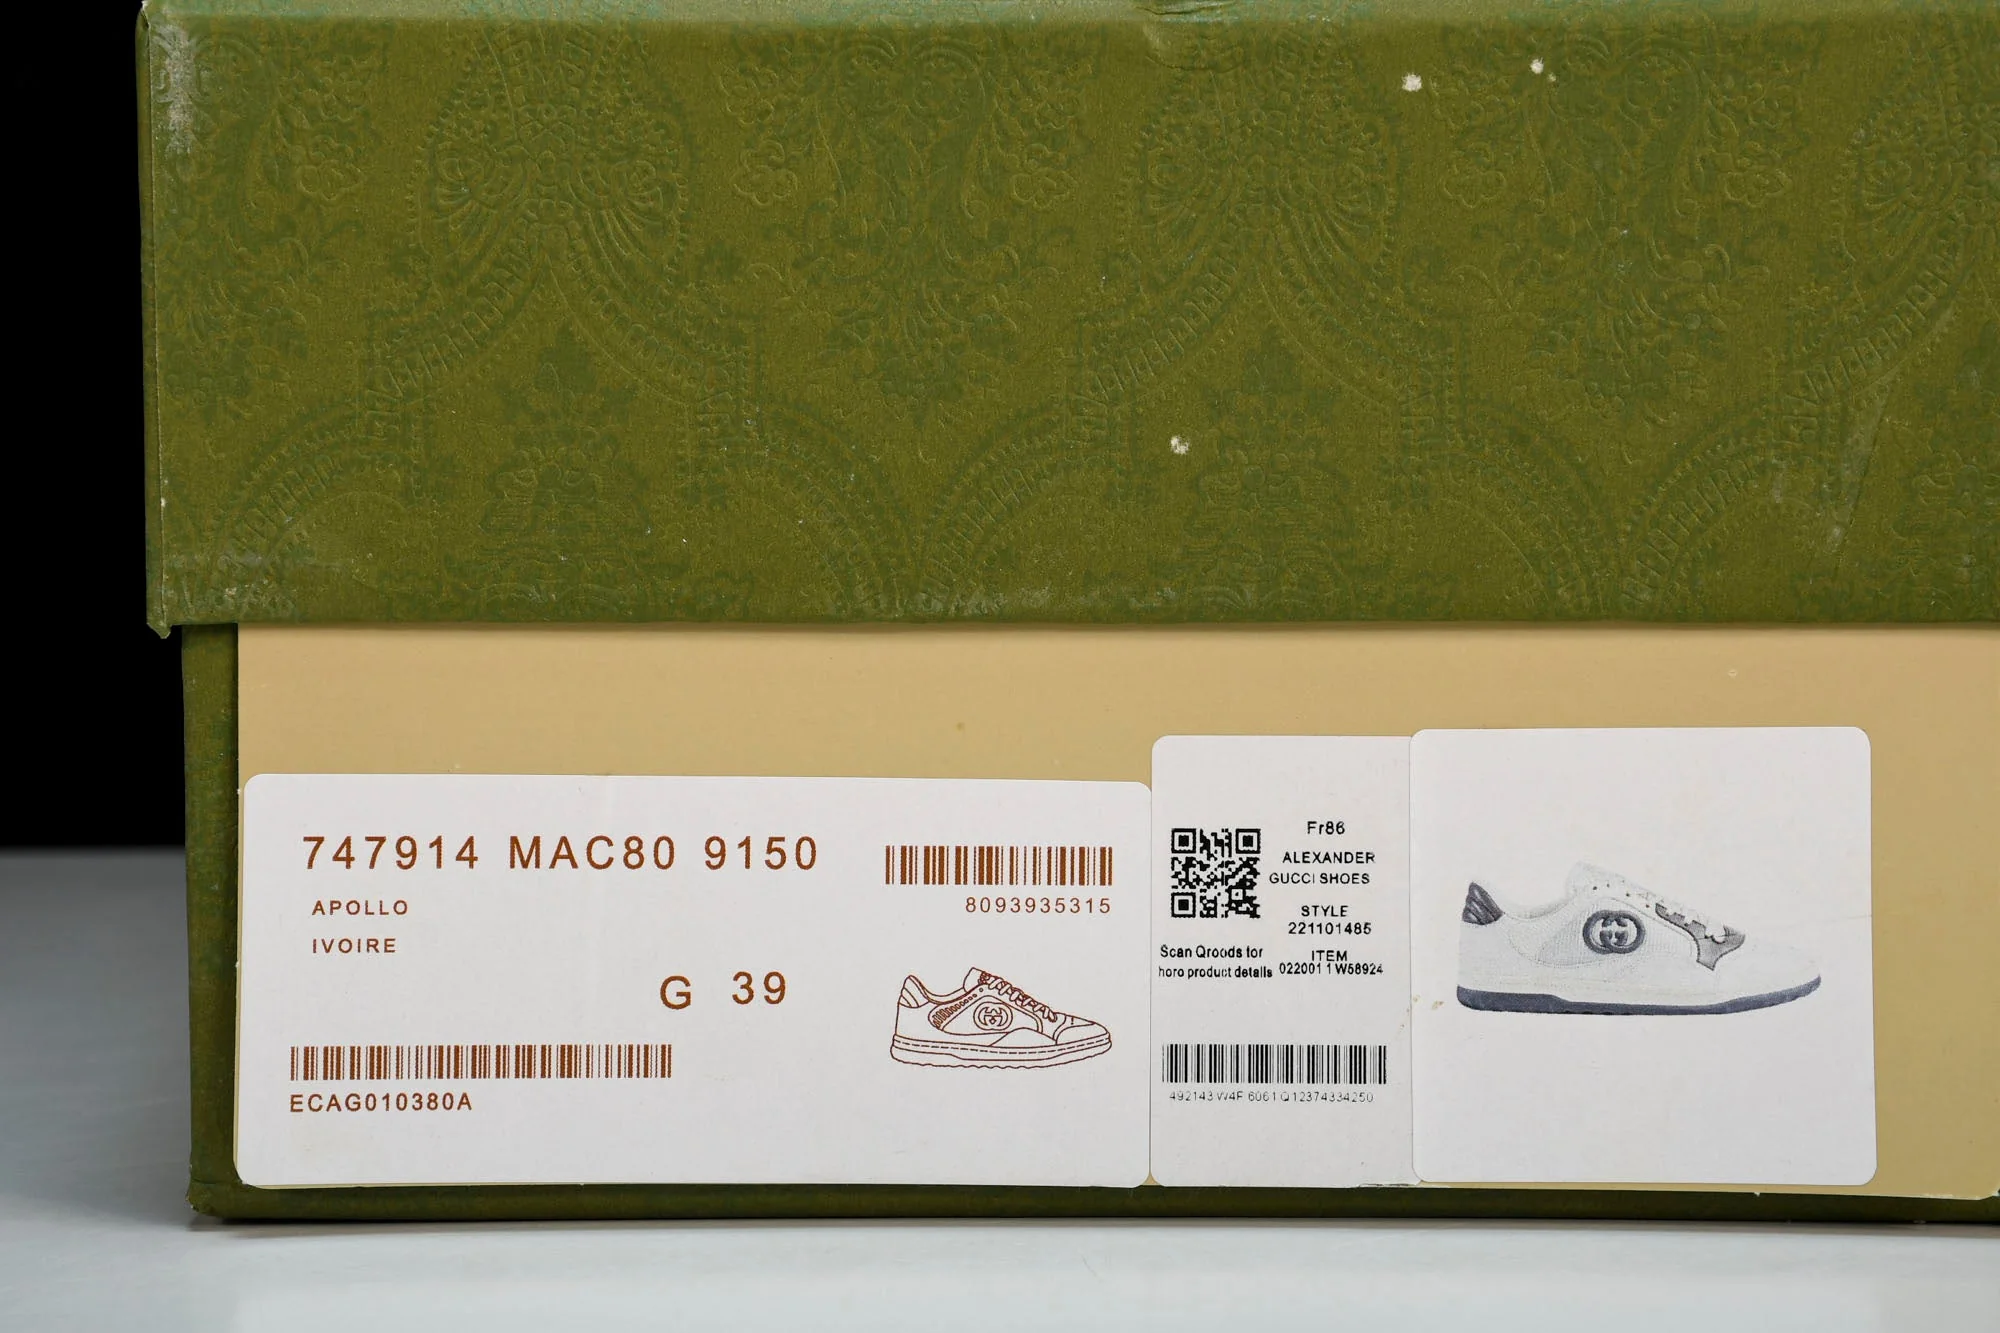 747914 MAC80 9150
8093935315
APOLLO
IVOIRE
G 39
ECAG010380A
Fr86
ALEXANDER
GUCCI SHOES
STYLE
221101485
Scan Qroods for
horo product details
ITEM
022001 1 W58924
492143 W4F 6061 Q 12374334250